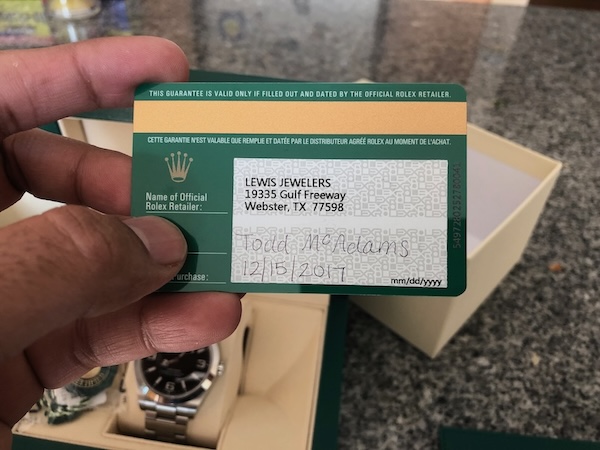 THIS GUARANTEE IS VALID ONLY IF FILLED OUT AND DATED BY THE OFFICIAL ROLEX RETAILER.
CETTE GARANTIE N'EST VALABLE QUE REMPLIE ET DATÉE PAR LE DISTRIBUTEUR AGRÉÉ ROLEX AU MOMENT DE L'ACHAT.
Name of Official
Rolex Retailer:
LEWIS JEWELERS
19335 Gulf Freeway
Webster, TX 77598
Todd McAdams
Purchase:
12/15/2017
mm/dd/yyyy